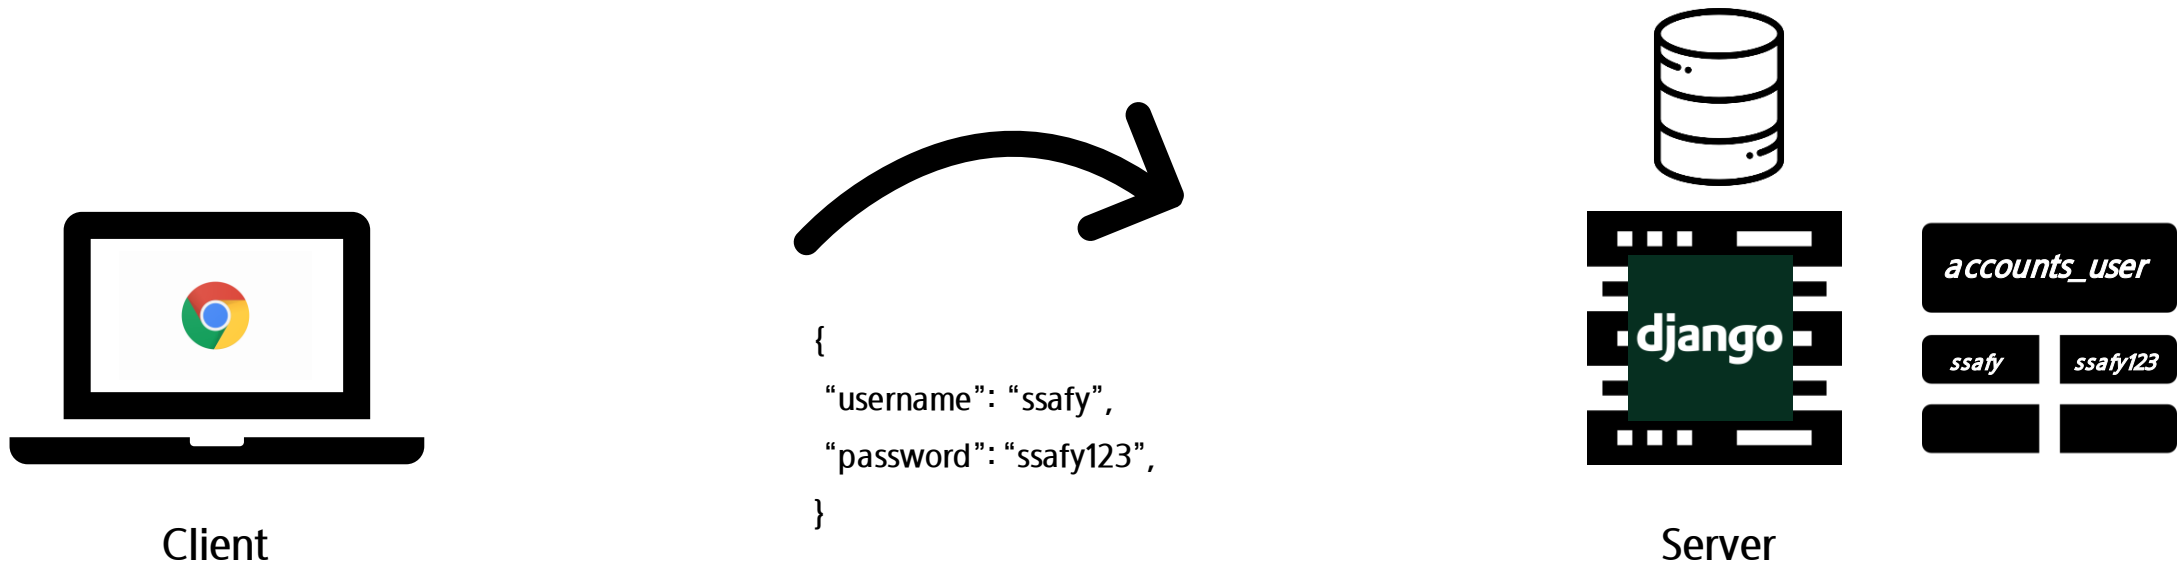 {
“username”: “ssafy”,
“password”: “ssafy123”,
}
django
accounts_user
ssafy ssafy123
Client
Server